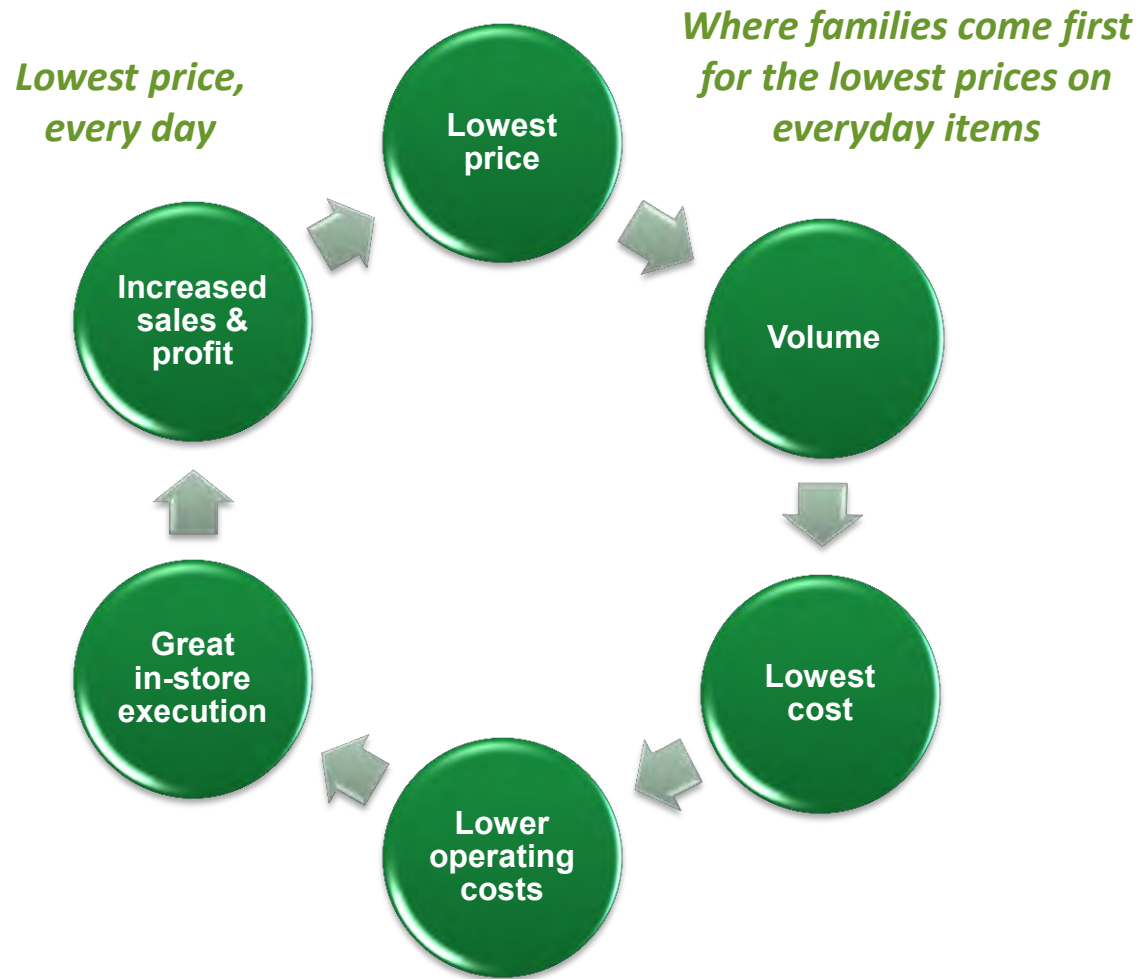 Lowest price,
every day
Where families come first
for the lowest prices on
everyday items
Lowest
price
Volume
Lowest
cost
Lower
operating
costs
Great
in-store
execution
Increased
sales &
profit